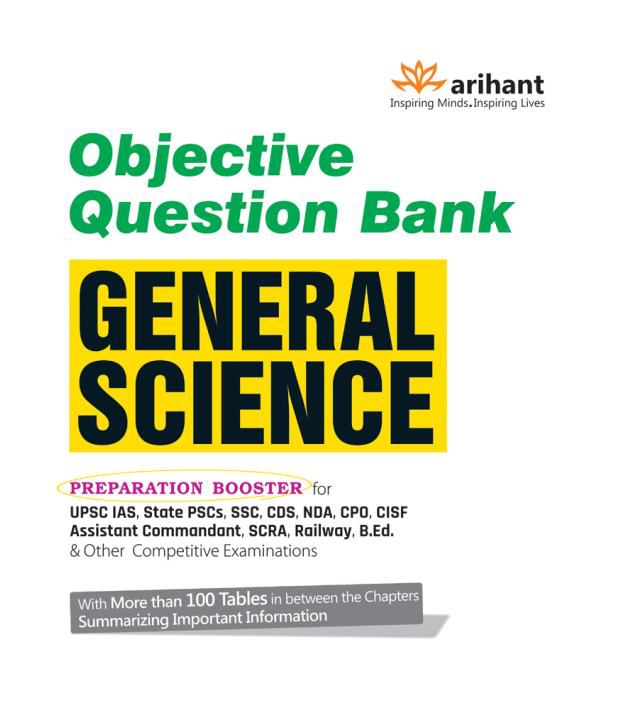 arihant
Inspiring Minds.Inspiring Lives
Objective
Question Bank
GENERAL
SCIENCE
PREPARATION BOOSTER for
UPSC IAS, State PSCs, SSC, CDS, NDA, CPO, CISF
Assistant Commandant, SCRA, Railway, B.Ed.
& Other Competitive Examinations
With More than 100 Tables in between the Chapters
Summarizing Important Information